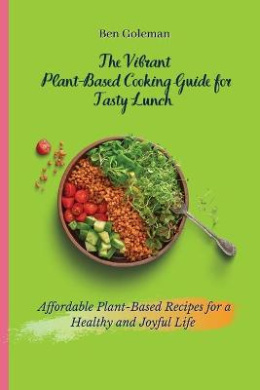 Ben Goleman
The Vibrant
Plant-Based Cooking Guide for
Tasty Lunch
Affordable Plant-Based Recipes for a
Healthy and Joyful Life